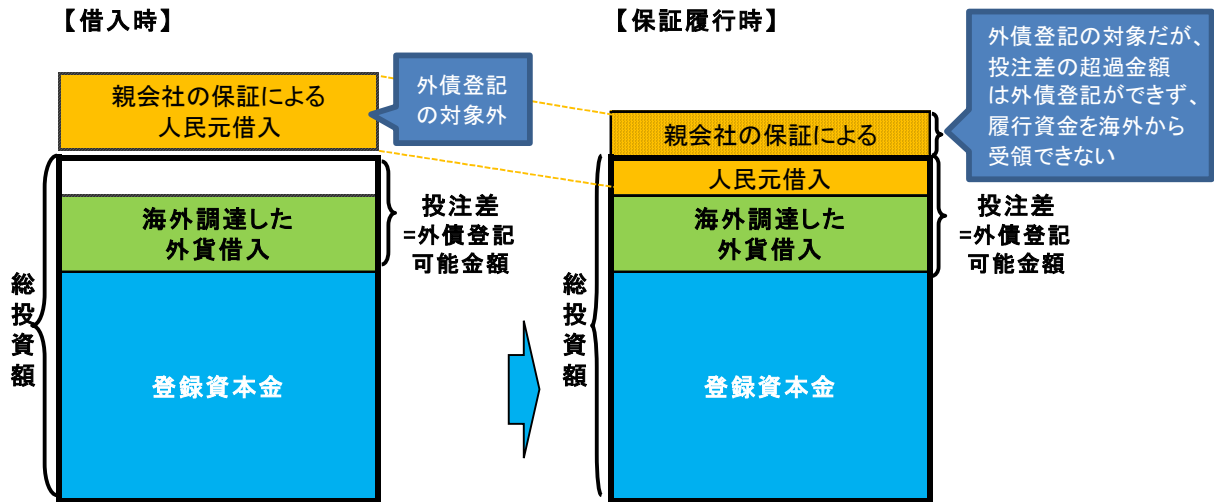 【借入時】
親会社の保証による
人民元借入
外債登記
の対象外
海外調達した
外貨借入
投注差
=外債登記
可能金額
総投資額
登録資本金
【保証履行時】
外債登記の対象だが、
投注差の超過金額
は外債登記ができず、
履行資金を海外から
受領できない
親会社の保証による
人民元借入
海外調達した
外貨借入
投注差
=外債登記
可能金額
総投資額
登録資本金